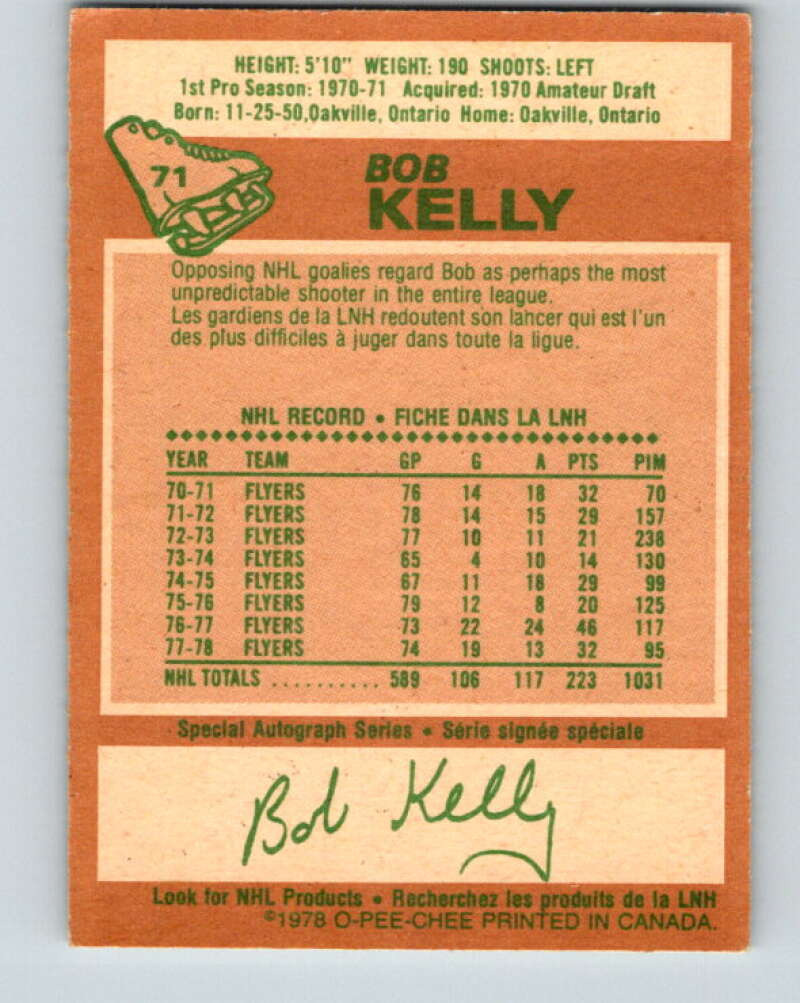 HEIGHT: 5'10" WEIGHT: 190 SHOOTS: LEFT
1st Pro Season: 1970-71 Acquired: 1970 Amateur Draft
Born: 11-25-50, Oakville, Ontario Home: Oakville, Ontario
71
BOB
KELLY
Opposing NHL goalies regard Bob as perhaps the most
unpredictable shooter in the entire league.
Les gardiens de la LNH redoutent son lancer qui est l'un
des plus difficiles à juger dans toute la ligue.
NHL RECORD • FICHE DANS LA LNH
YEAR TEAM GP G A PTS PIM
70-71 FLYERS 76 14 18 32 70
71-72 FLYERS 78 14 15 29 157
72-73 FLYERS 77 10 11 21 238
73-74 FLYERS 65 4 10 14 130
74-75 FLYERS 67 11 18 29 99
75-76 FLYERS 79 12 8 20 125
76-77 FLYERS 73 22 24 46 117
77-78 FLYERS 74 19 13 32 95
NHL TOTALS .......... 589 106 117 223 1031
Special Autograph Series • Série signée spéciale
Bob Kelly
Look for NHL Products • Recherchez les produits de la LNH
©1978 O-PEE-CHEE PRINTED IN CANADA.